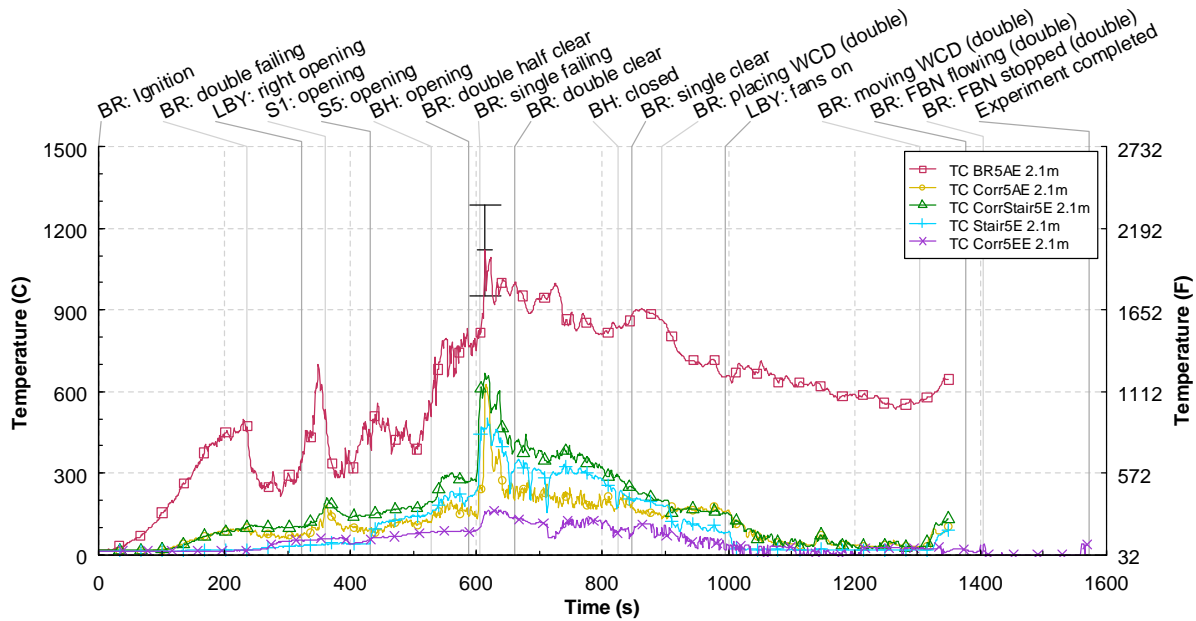 BR: Ignition
BR: double failing
LBY: right opening
S1: opening
S5: opening
BH: opening
BR: double half clear
BR: single failing
BR: double clear
BH: closed
BR: single clear
BR: placing WCD (double)
LBY: fans on
BR: moving WCD (double)
BR: FBN flowing (double)
BR: FBN stopped (double)
Experiment completed
1500
1200
900
600
300
0
Temperature (C)
2732
2192
1652
1112
572
32
Temperature (F)
TC BR5AE 2.1m
TC Corr5AE 2.1m
TC CorrStair5E 2.1m
TC Stair5E 2.1m
TC Corr5EE 2.1m
0 200 400 600 800 1000 1200 1400 1600
Time (s)